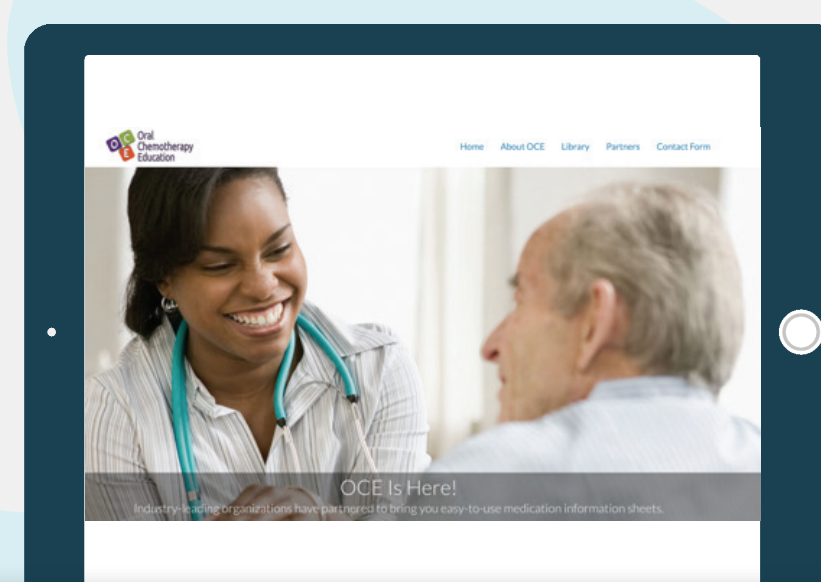 O C E
Oral
Chemotherapy
Education
Home About OCE Library Partners Contact Form
OCE Is Here!
Industry-leading organizations have partnered to bring you easy-to-use medication information sheets.